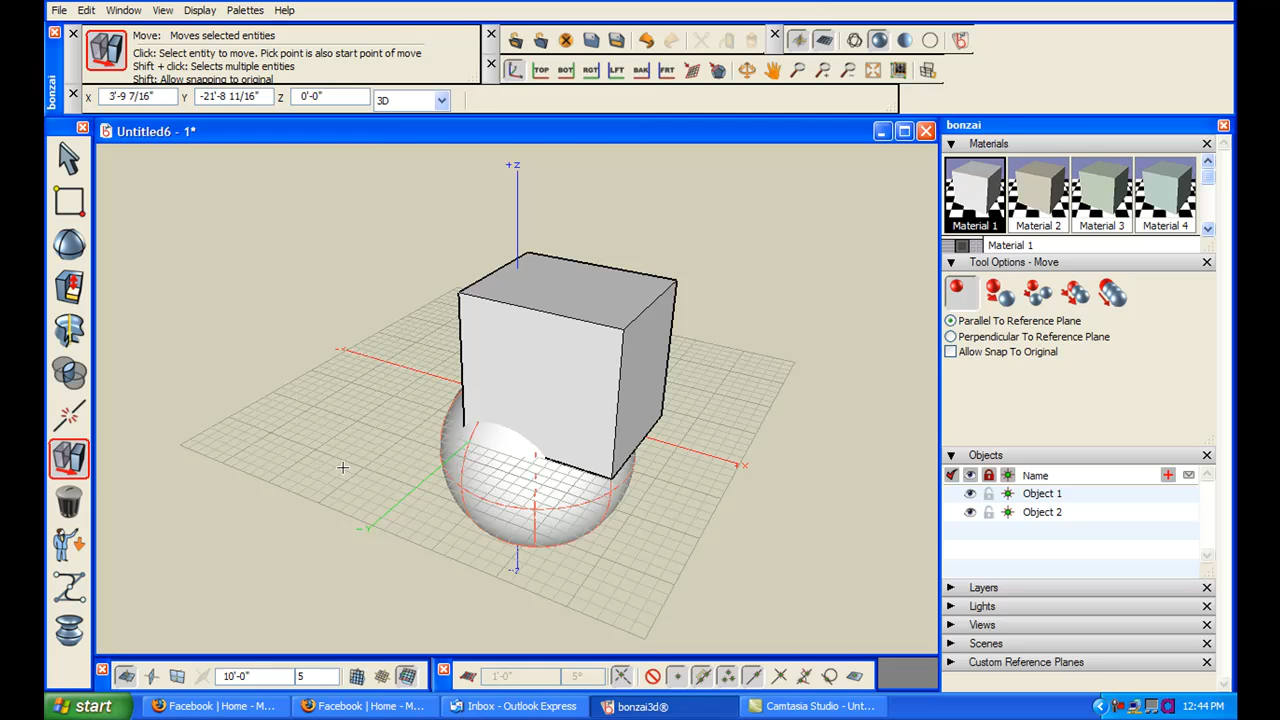 File Edit Window View Display Palettes Help
Move: Moves selected entities
Click: Select entity to move. Pick point is also start point of move
Shift + click: Selects multiple entities
Shift: Allow snapping to original
TOP BOT RGT LFT BAK FRT
bonzai
X 3'-9 7/16" Y -21'-8 11/16" Z 0'-0" 3D
Untitled6 - 1*
bonzai
Materials
Material 1 Material 2 Material 3 Material 4
Material 1
Tool Options - Move
Parallel To Reference Plane
Perpendicular To Reference Plane
Allow Snap To Original
Objects
Name
Object 1
Object 2
Layers
Lights
Views
Scenes
Custom Reference Planes
+Z
+X
10'-0" 5 1'-0" 5°
start Facebook | Home - M... Facebook | Home - M... Inbox - Outlook Express bonzai3d® Camtasia Studio - Unt... 12:44 PM